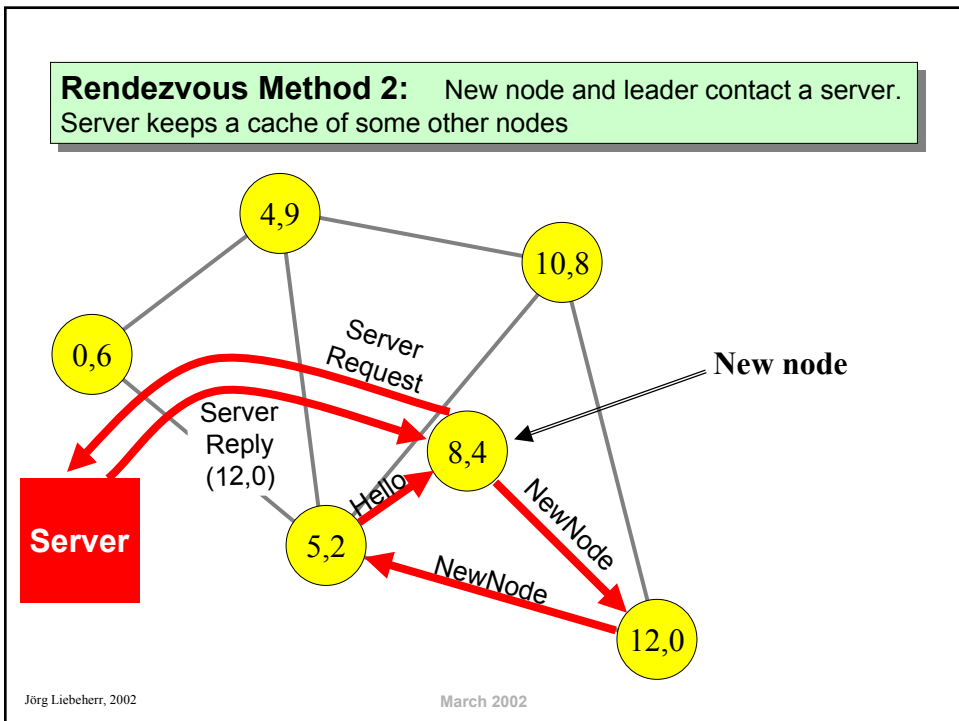 Rendezvous Method 2: New node and leader contact a server.
Server keeps a cache of some other nodes
4,9
10,8
0,6
Server
Request
New node
Server
Reply
(12,0)
8,4
Hello
NewNode
Server
5,2
NewNode
12,0
Jörg Liebeherr, 2002
March 2002